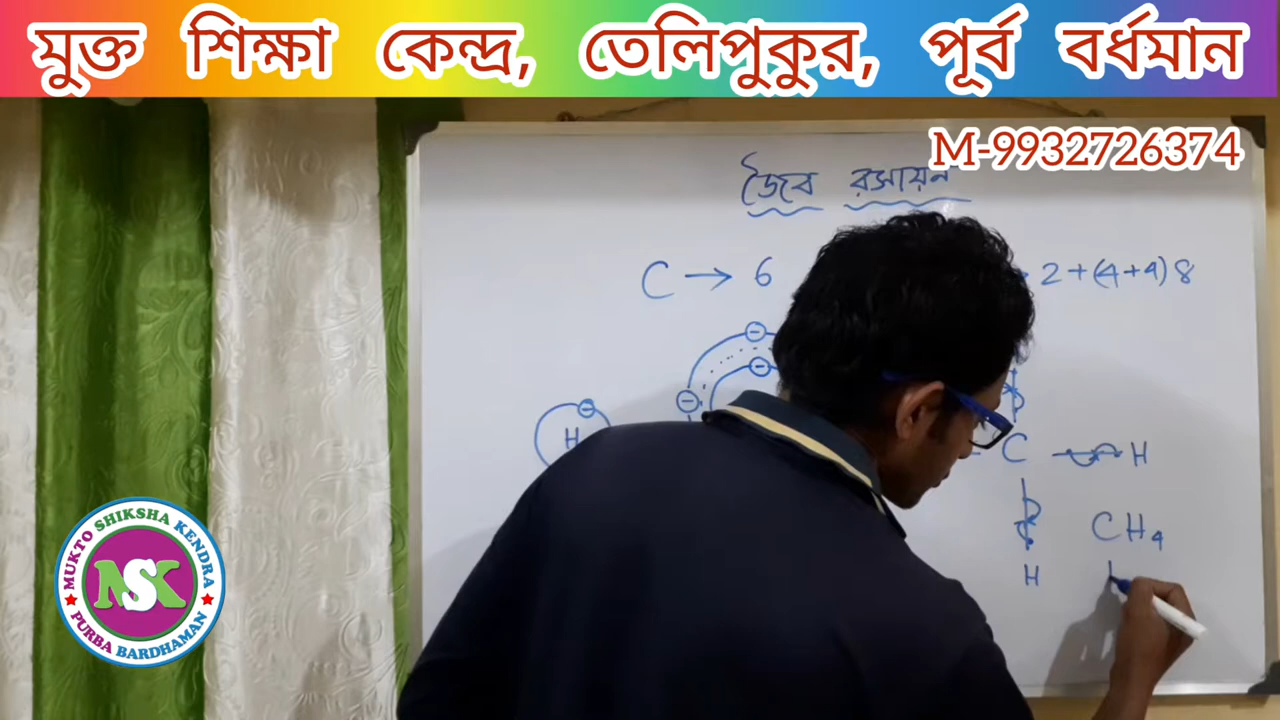 মুক্ত শিক্ষা কেন্দ্র, তেলিপুকুর, পূর্ব বর্ধমান
M-9932726374
জৈব রসায়ন
C → 6
2+(4+4) 8
H
C H
CH4
H
MUKTO SHIKSHA KENDRA
MSK
PURBA BARDHAMAN